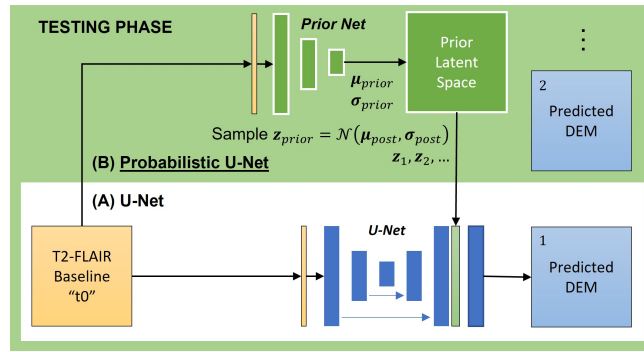 TESTING PHASE
Prior Net
μprior
σprior
Prior
Latent
Space
⋮
2
Predicted
DEM
Sample zprior = 𝒩(μpost, σpost)
z1, z2, ...
(B) Probabilistic U-Net
(A) U-Net
T2-FLAIR
Baseline
“t0”
U-Net
1
Predicted
DEM